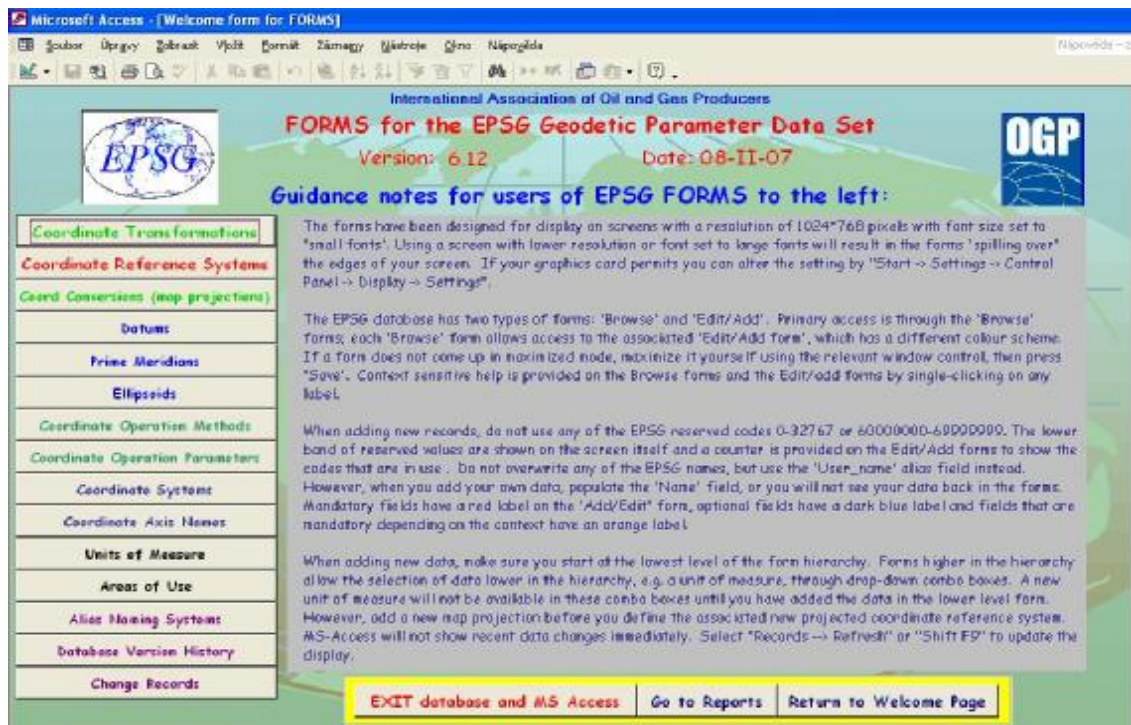 Microsoft Access - [Welcome form for FORMS]
Soubor Úpravy Zobrazit Vložit Formát Záznamy Nástroje Okno Nápověda
International Association of Oil and Gas Producers
FORMS for the EPSG Geodetic Parameter Data Set
Version: 6.12 Date: 08-II-07
Guidance notes for users of EPSG FORMS to the left:
EPSG
OGP
Coordinate Transformations
Coordinate Reference Systems
Coord Conversions (map projections)
Datums
Prime Meridians
Ellipsoids
Coordinate Operation Methods
Coordinate Operation Parameters
Coordinate Systems
Coordinate Axis Names
Units of Measure
Areas of Use
Alias Naming Systems
Database Version History
Change Records
The forms have been designed for display on screens with a resolution of 1024*768 pixels with font size set to
"small fonts'. Using a screen with lower resolution or font set to large fonts will result in the forms 'spilling over"
the edges of your screen. If your graphics card permits you can alter the setting by "Start -> Settings -> Control
Panel -> Display -> Settings".
The EPSG database has two types of forms: 'Browse' and 'Edit/Add'. Primary access is through the 'Browse'
forms; each 'Browse' form allows access to the associated 'Edit/Add form', which has a different colour scheme.
If a form does not come up in maximized mode, maximize it yourself using the relevant window control, then press
"Save'. Context sensitive help is provided on the Browse forms and the Edit/add forms by single-clicking on any
label.
When adding new records, do not use any of the EPSG reserved codes 0-32767 or 60000000-69999999. The lower
band of reserved values are shown on the screen itself and a counter is provided on the Edit/Add forms to show the
codes that are in use . Do not overwrite any of the EPSG names, but use the 'User_name' alias field instead.
However, when you add your own data, populate the 'Name' field, or you will not see your data back in the forms.
Mandatory fields have a red label on the 'Add/Edit" form, optional fields have a dark blue label and fields that are
mandatory depending on the context have an orange label.
When adding new data, make sure you start at the lowest level of the form hierarchy. Forms higher in the hierarchy
allow the selection of data lower in the hierarchy, e.g. a unit of measure, through drop-down combo boxes. A new
unit of measure will not be available in these combo boxes until you have added the data in the lower level form.
However, add a new map projection before you define the associated new projected coordinate reference system.
MS-Access will not show recent data changes immediately. Select "Records --> Refresh" or "Shift F9" to update the
display.
EXIT database and MS Access Go to Reports Return to Welcome Page